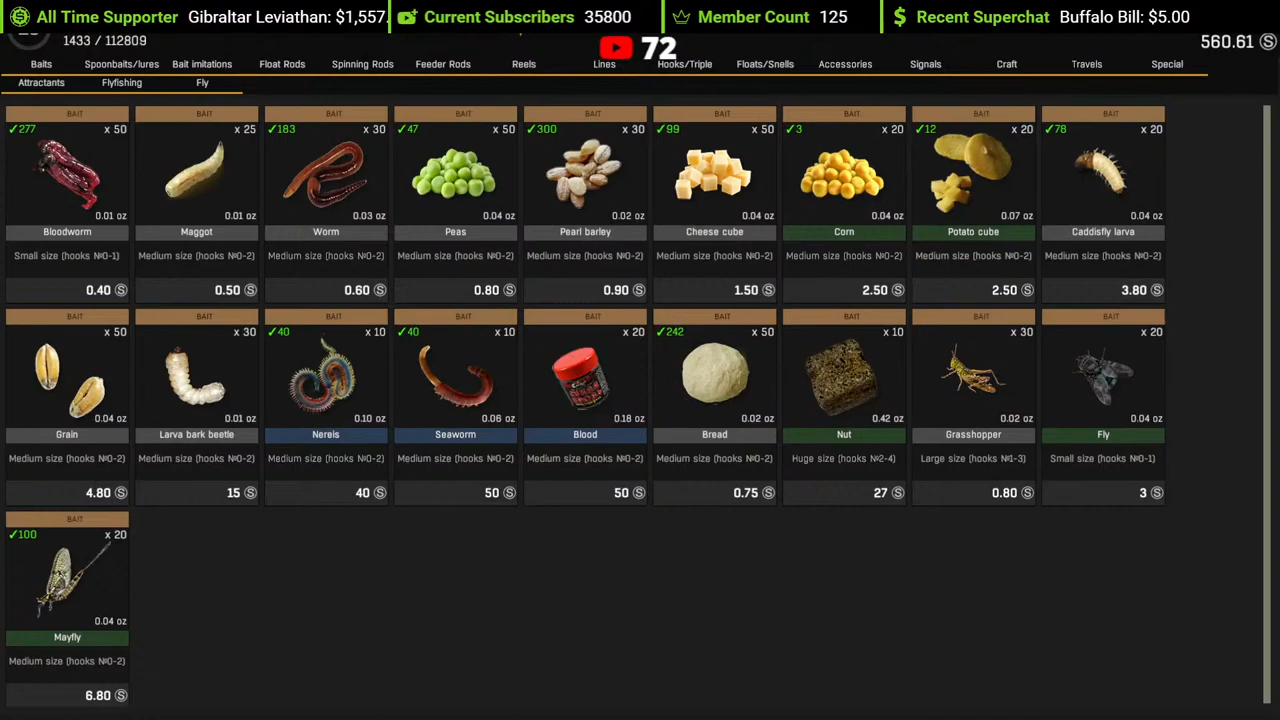 All Time Supporter Gibraltar Leviathan: $1,557. Current Subscribers 35800 Member Count 125 Recent Superchat Buffalo Bill: $5.00
1433 / 112809 72 560.61
Baits Spoonbaits/lures Bait imitations Float Rods Spinning Rods Feeder Rods Reels Lines Hooks/Triple Floats/Snells Accessories Signals Craft Travels Special
Attractants Flyfishing Fly
BAIT BAIT BAIT BAIT BAIT BAIT BAIT BAIT BAIT
✓277 x 50 x 25 ✓183 x 30 ✓47 x 50 ✓300 x 30 ✓99 x 50 ✓3 x 20 ✓12 x 20 ✓78 x 20
0.01 oz 0.01 oz 0.03 oz 0.04 oz 0.02 oz 0.04 oz 0.04 oz 0.07 oz 0.04 oz
Bloodworm Maggot Worm Peas Pearl barley Cheese cube Corn Potato cube Caddisfly larva
Small size (hooks №0-1) Medium size (hooks №0-2) Medium size (hooks №0-2) Medium size (hooks №0-2) Medium size (hooks №0-2) Medium size (hooks №0-2) Medium size (hooks №0-2) Medium size (hooks №0-2) Medium size (hooks №0-2)
0.40 0.50 0.60 0.80 0.90 1.50 2.50 2.50 3.80
BAIT BAIT BAIT BAIT BAIT BAIT BAIT BAIT BAIT
x 50 x 30 ✓40 x 10 ✓40 x 10 x 20 ✓242 x 50 x 10 x 30 x 20
0.04 oz 0.01 oz 0.10 oz 0.06 oz 0.18 oz 0.02 oz 0.42 oz 0.02 oz 0.04 oz
Grain Larva bark beetle Nereis Seaworm Blood Bread Nut Grasshopper Fly
Medium size (hooks №0-2) Medium size (hooks №0-2) Medium size (hooks №0-2) Medium size (hooks №0-2) Medium size (hooks №0-2) Medium size (hooks №0-2) Huge size (hooks №2-4) Large size (hooks №1-3) Small size (hooks №0-1)
4.80 15 40 50 50 0.75 27 0.80 3
BAIT
✓100 x 20
0.04 oz
Mayfly
Medium size (hooks №0-2)
6.80